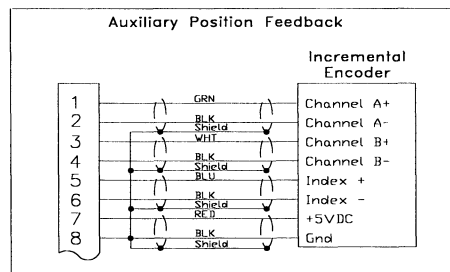 Auxiliary Position Feedback
Incremental
Encoder
1 GRN Channel A+
2 BLK Channel A-
Shield
3 WHT Channel B+
4 BLK Channel B-
Shield
5 BLU Index +
6 BLK Index -
Shield
7 RED +5VDC
8 BLK Gnd
Shield